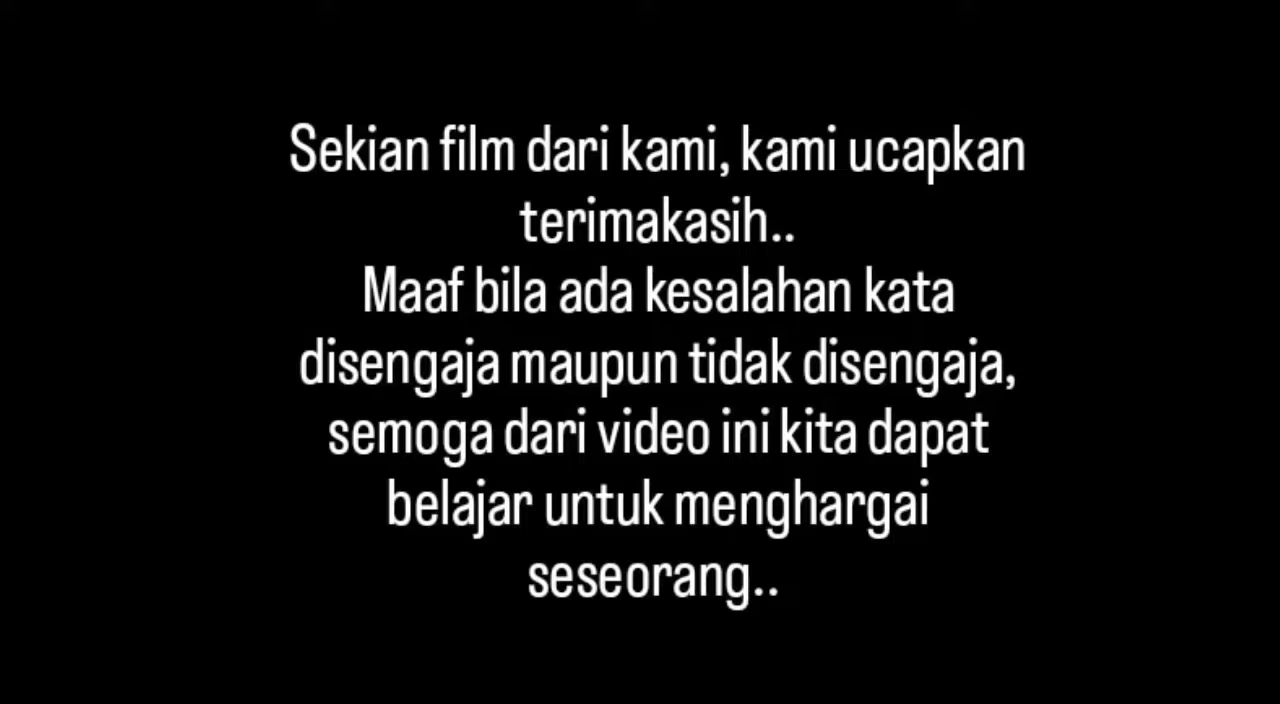 Sekian film dari kami, kami ucapkan
terimakasih..
Maaf bila ada kesalahan kata
disengaja maupun tidak disengaja,
semoga dari video ini kita dapat
belajar untuk menghargai
seseorang..